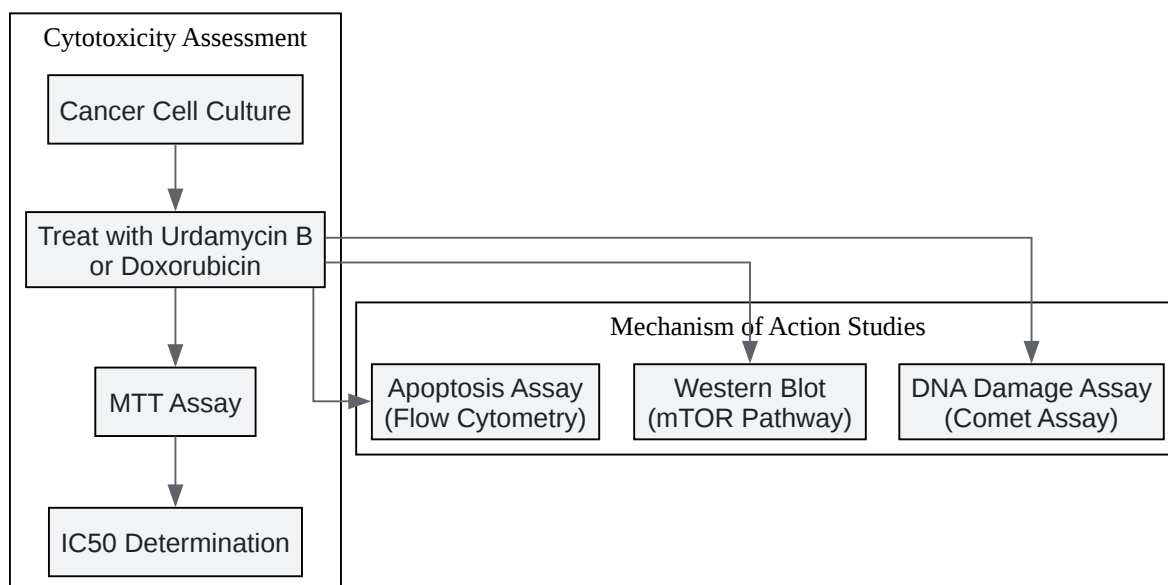 Cytotoxicity Assessment
Cancer Cell Culture
Treat with Urdamycin B
or Doxorubicin
MTT Assay
IC50 Determination
Mechanism of Action Studies
Apoptosis Assay
(Flow Cytometry)
Western Blot
(mTOR Pathway)
DNA Damage Assay
(Comet Assay)